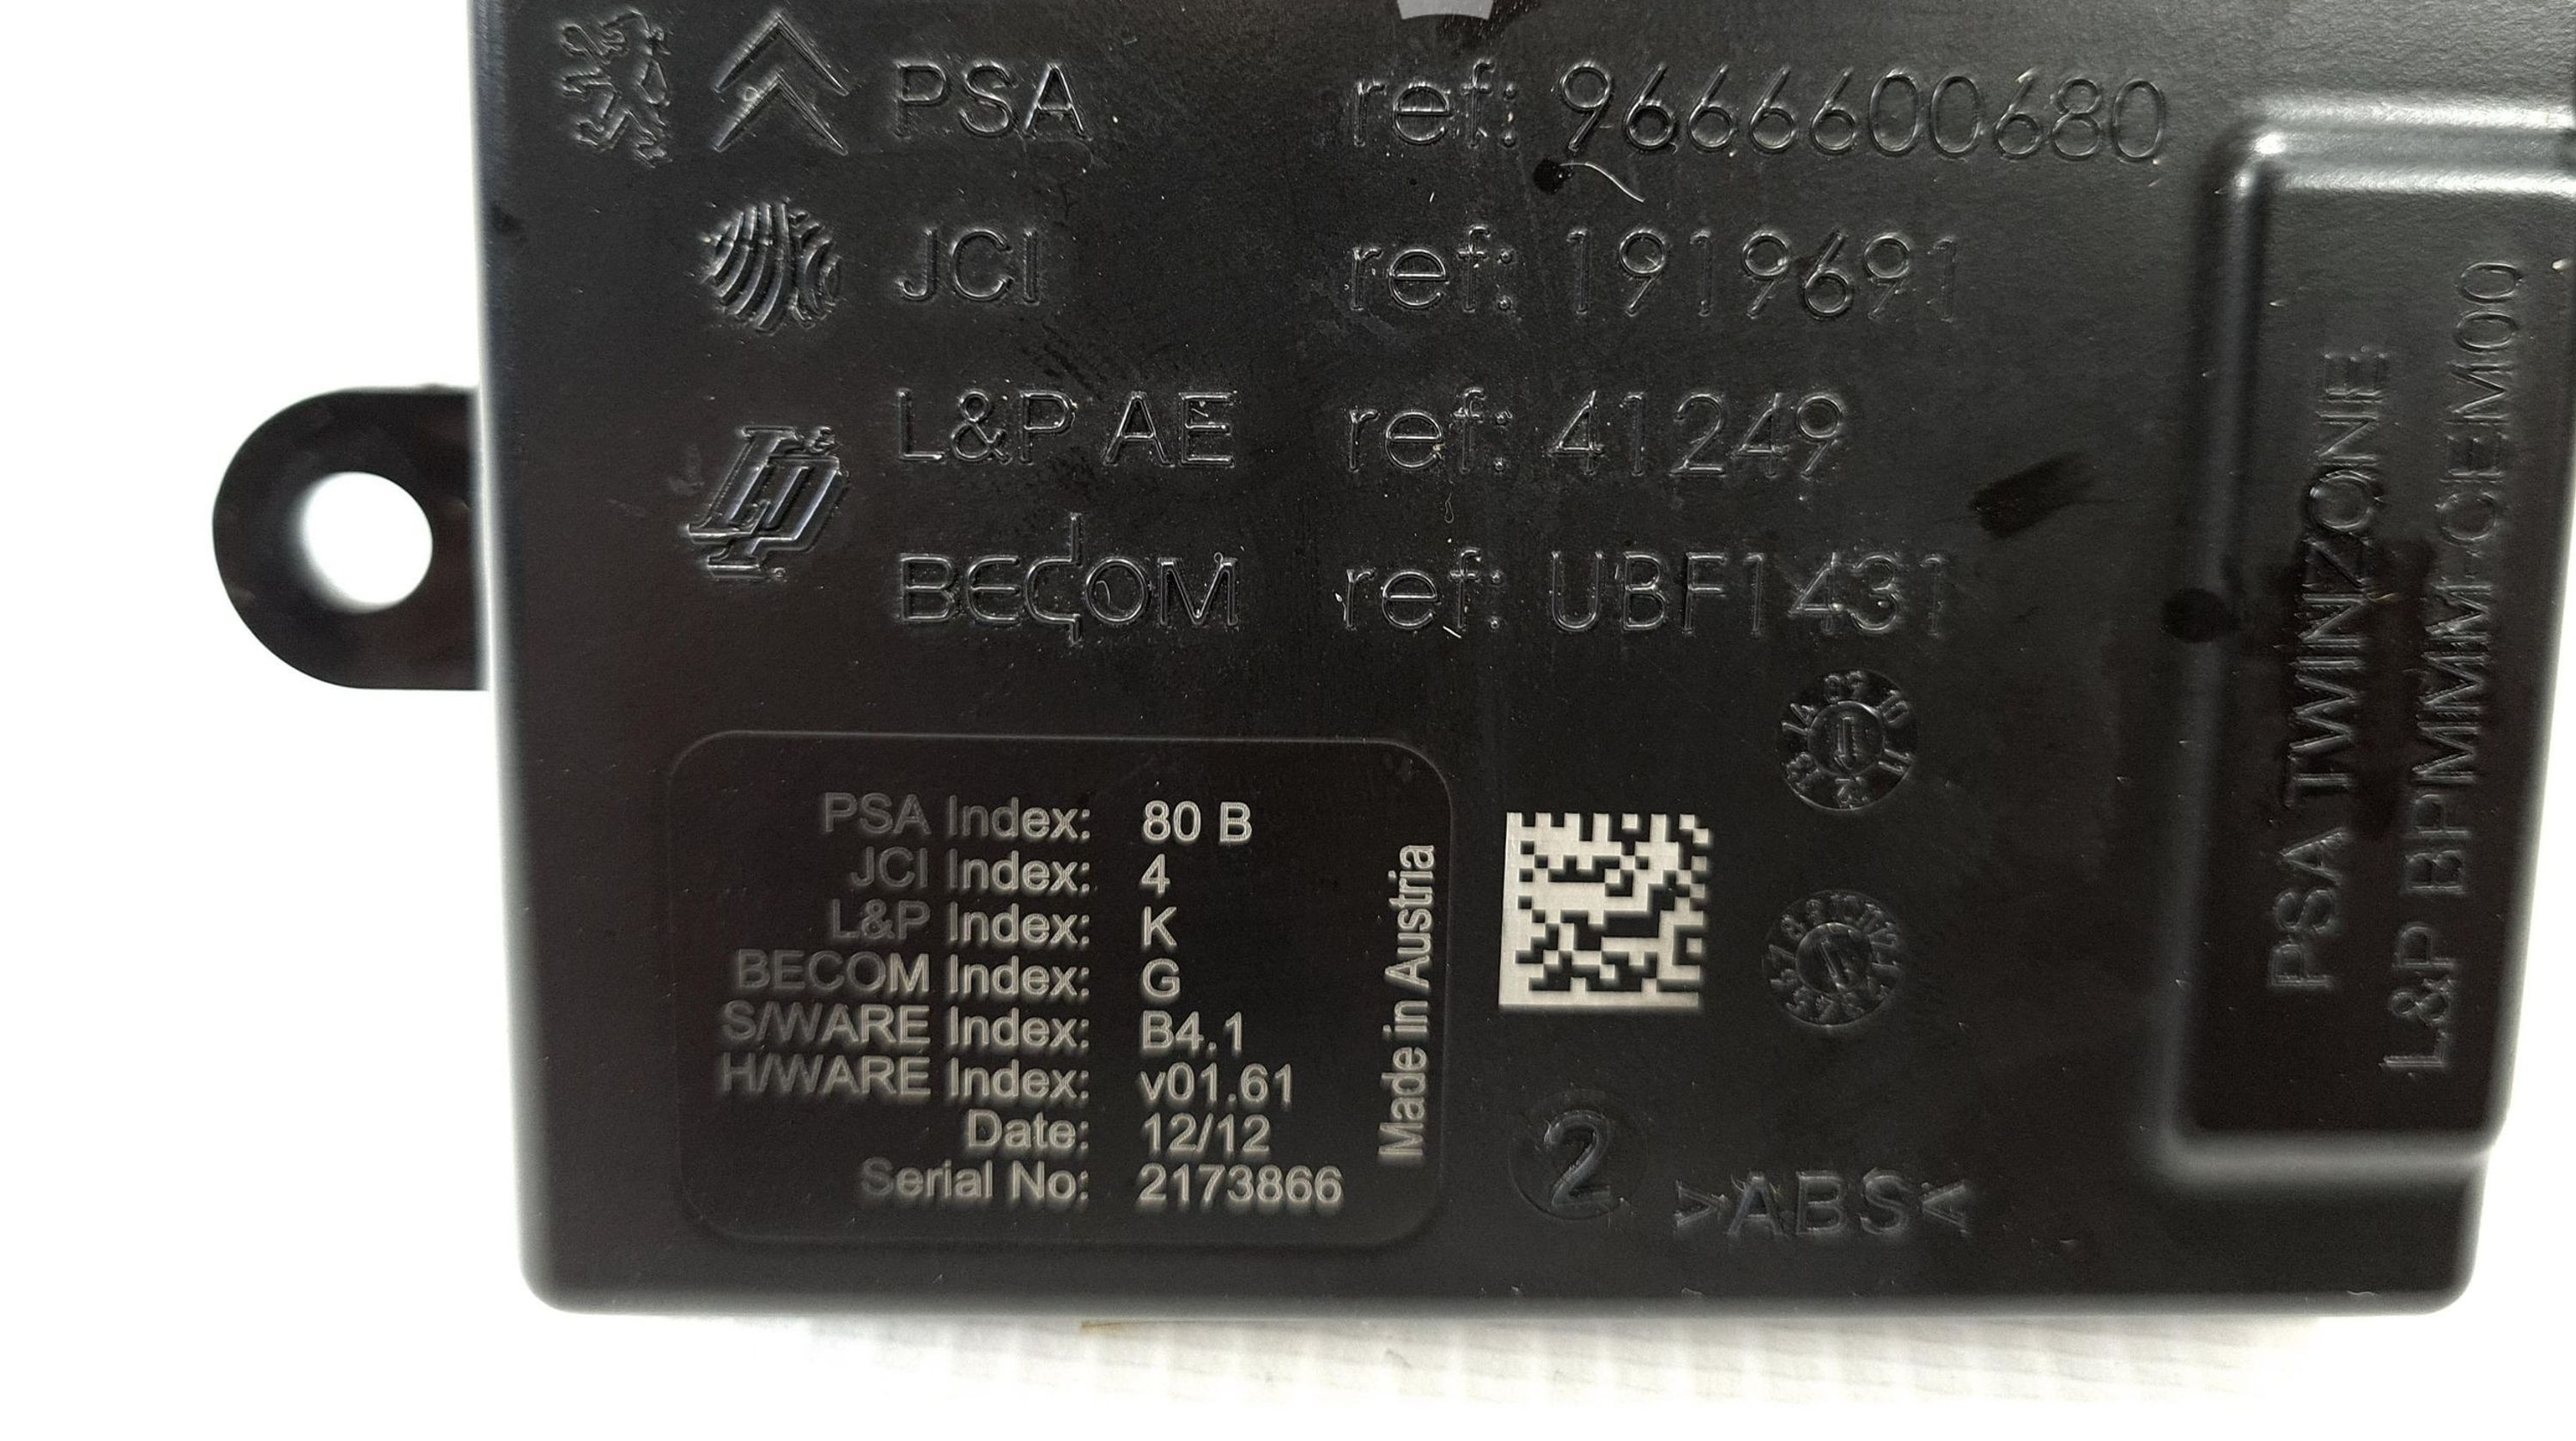 PSA ref: 9666600680
JCI ref: 1919691
L&P AE ref: 41249
BECOM ref: UBF1431
PSA TWINZONE
L&P BPMMM CEM00
PSA Index: 80 B
JCI Index: 4
L&P Index: K
BECOM Index: G
S/WARE Index: B4.1
H/WARE Index: v01.61
Date: 12/12
Serial No: 2173866
Made in Austria
2
>ABS<